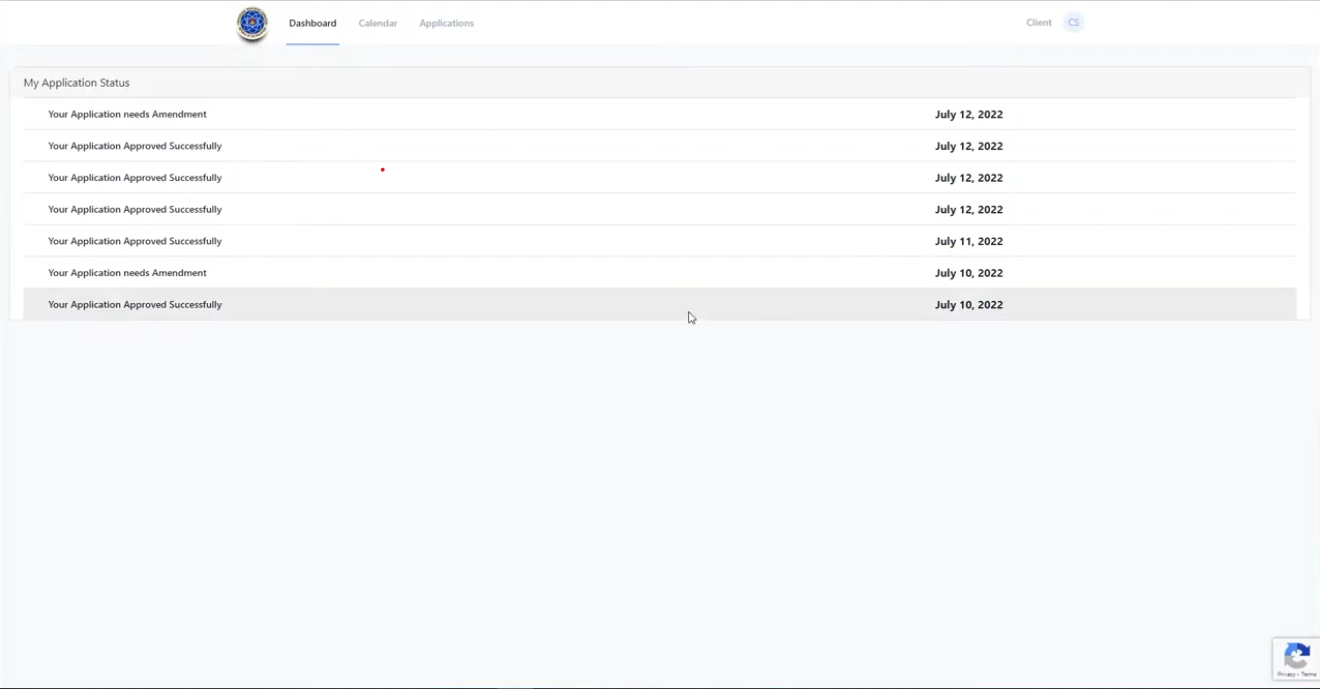 Dashboard Calendar Applications Client CS
My Application Status
Your Application needs Amendment July 12, 2022
Your Application Approved Successfully July 12, 2022
Your Application Approved Successfully July 12, 2022
Your Application Approved Successfully July 12, 2022
Your Application Approved Successfully July 11, 2022
Your Application needs Amendment July 10, 2022
Your Application Approved Successfully July 10, 2022
Privacy - Terms